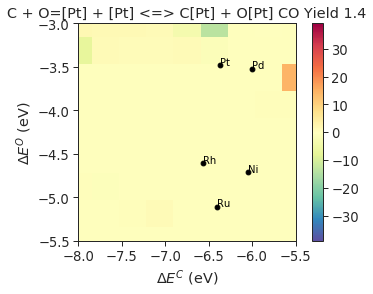 C + O=[Pt] + [Pt] <=> C[Pt] + O[Pt] CO Yield 1.4
−3.0
−3.5
−4.0
−4.5
−5.0
−5.5
ΔE^O (eV)
Pt
Pd
Rh
Ni
Ru
−8.0 −7.5 −7.0 −6.5 −6.0 −5.5
ΔE^C (eV)
30
20
10
0
−10
−20
−30